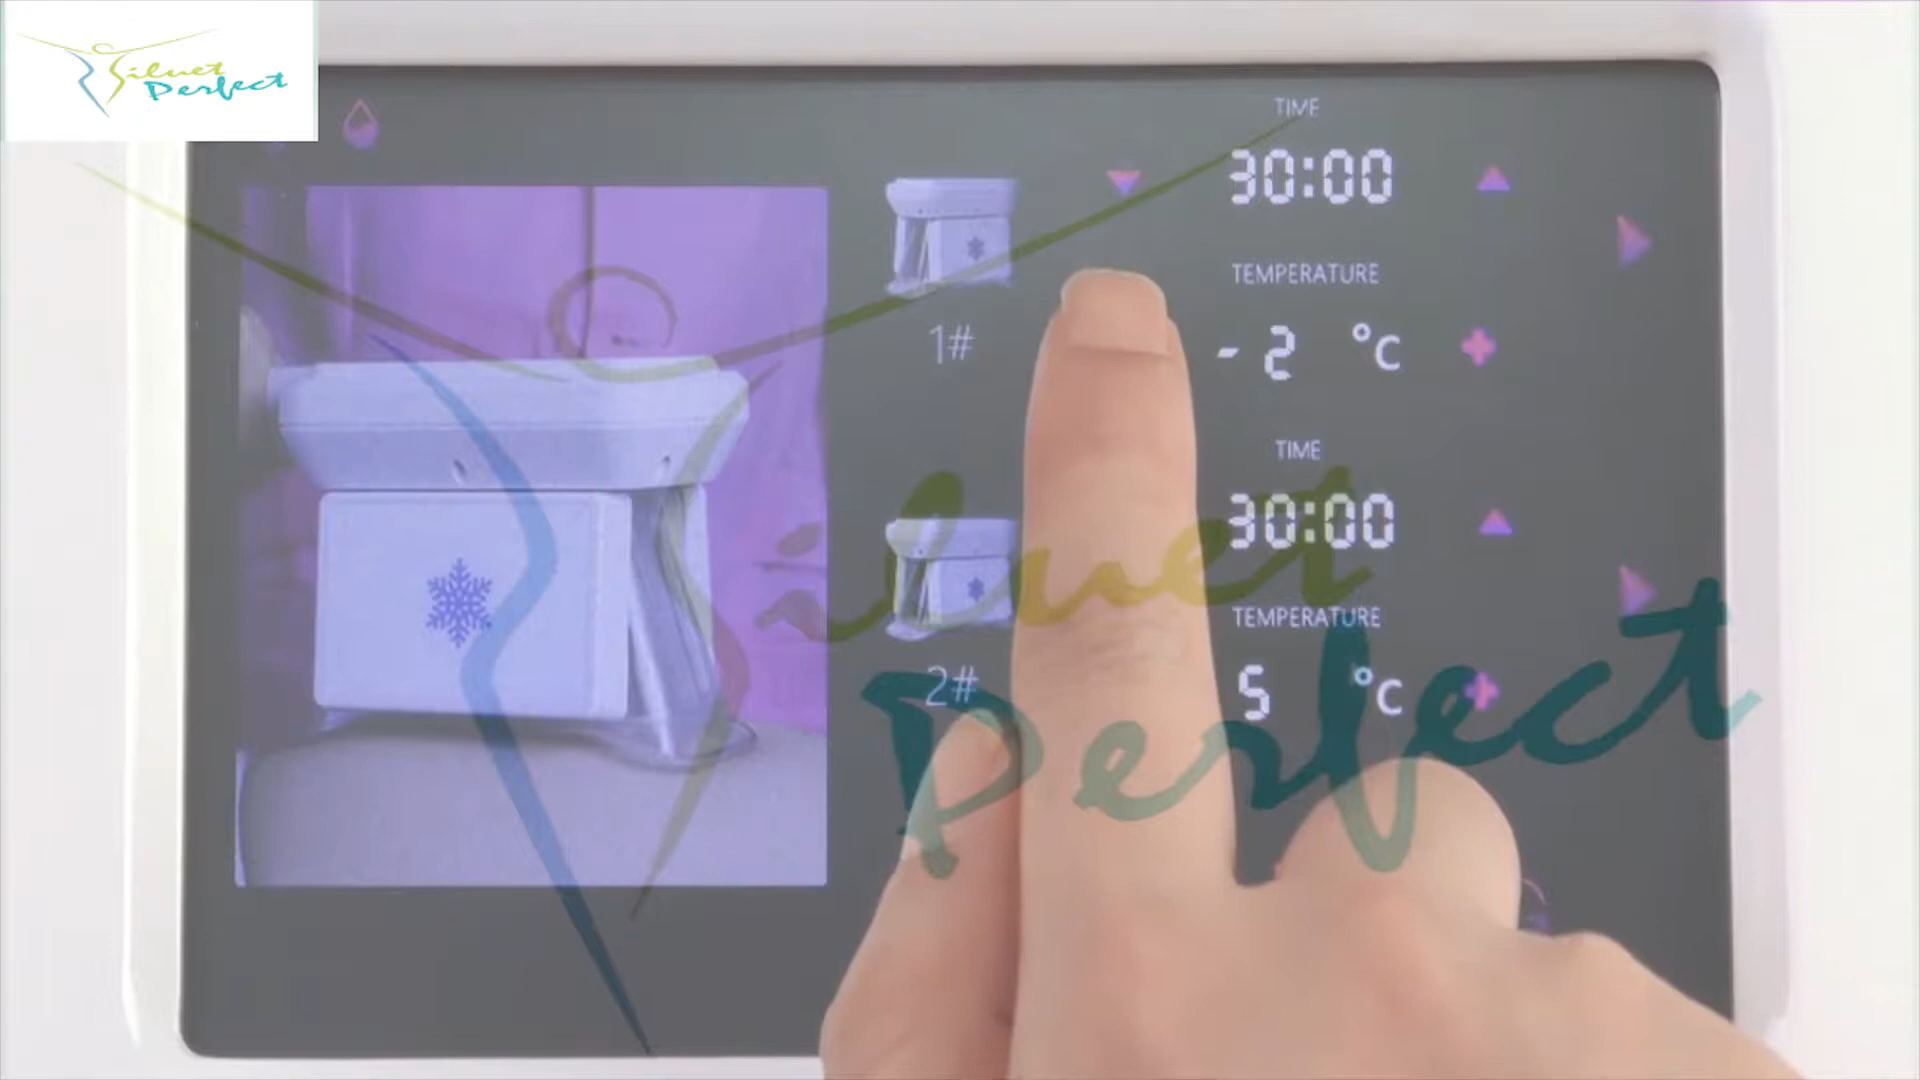 Siluet
Perfect
TIME
30:00
TEMPERATURE
1#
- 2 °C
TIME
30:00
TEMPERATURE
2#
5 °C
Siluet
Perfect